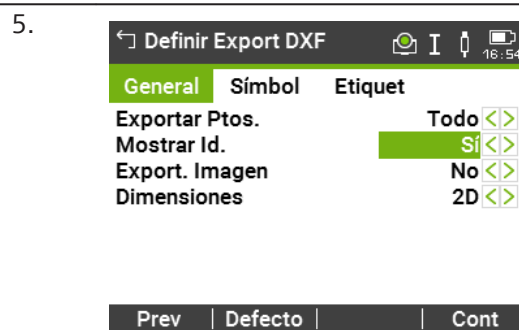 5.
Definir Export DXF I 16:54
General Símbol Etiquet
Exportar Ptos. Todo <>
Mostrar Id. Sí <>
Export. Imagen No <>
Dimensiones 2D <>
Prev | Defecto | | Cont